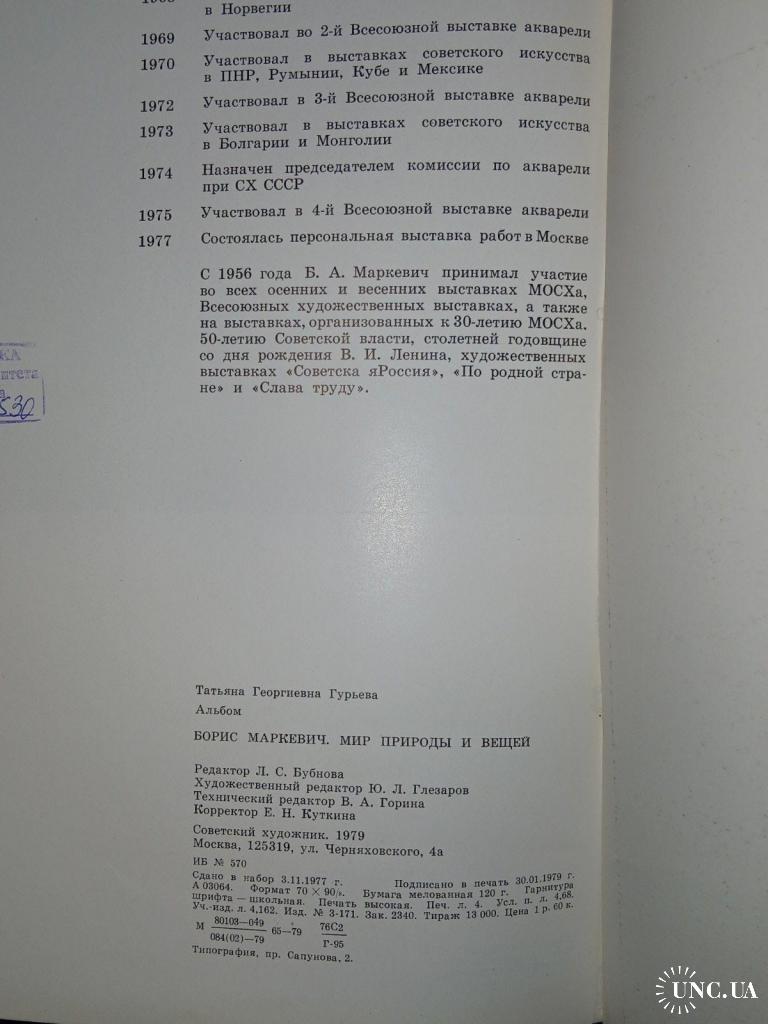 в Норвегии
1969 Участвовал во 2-й Всесоюзной выставке акварели
1970 Участвовал в выставках советского искусства
в ПНР, Румынии, Кубе и Мексике
1972 Участвовал в 3-й Всесоюзной выставке акварели
1973 Участвовал в выставках советского искусства
в Болгарии и Монголии
1974 Назначен председателем комиссии по акварели
при СХ СССР
1975 Участвовал в 4-й Всесоюзной выставке акварели
1977 Состоялась персональная выставка работ в Москве
С 1956 года Б. А. Маркевич принимал участие
во всех осенних и весенних выставках МОСХа,
Всесоюзных художественных выставках, а также
на выставках, организованных к 30-летию МОСХа.
50-летию Советской власти, столетней годовщине
со дня рождения В. И. Ленина, художественных
выставках «Советска яРоссия», «По родной стра-
не» и «Слава труду».
530
Татьяна Георгиевна Гурьева
Альбом
БОРИС МАРКЕВИЧ. МИР ПРИРОДЫ И ВЕЩЕЙ
Редактор Л. С. Бубнова
Художественный редактор Ю. Л. Глезаров
Технический редактор В. А. Горина
Корректор Е. Н. Куткина
Советский художник. 1979
Москва, 125319, ул. Черняховского, 4а
ИБ № 570
Сдано в набор 3.11.1977 г. Подписано в печать 30.01.1979 г.
А 03064. Формат 70 × 90/₈. Бумага мелованная 120 г. Гарнитура
шрифта — школьная. Печать высокая. Печ. л. 4. Усл. п. л. 4,68.
Уч.-изд. л. 4,162. Изд. № 3-171. Зак. 2340. Тираж 13 000. Цена 1 р. 60 к.
М 80103—049 65—79 76С2
084(02)—79 Г-95
Типография, пр. Сапунова, 2.
UNC.UA